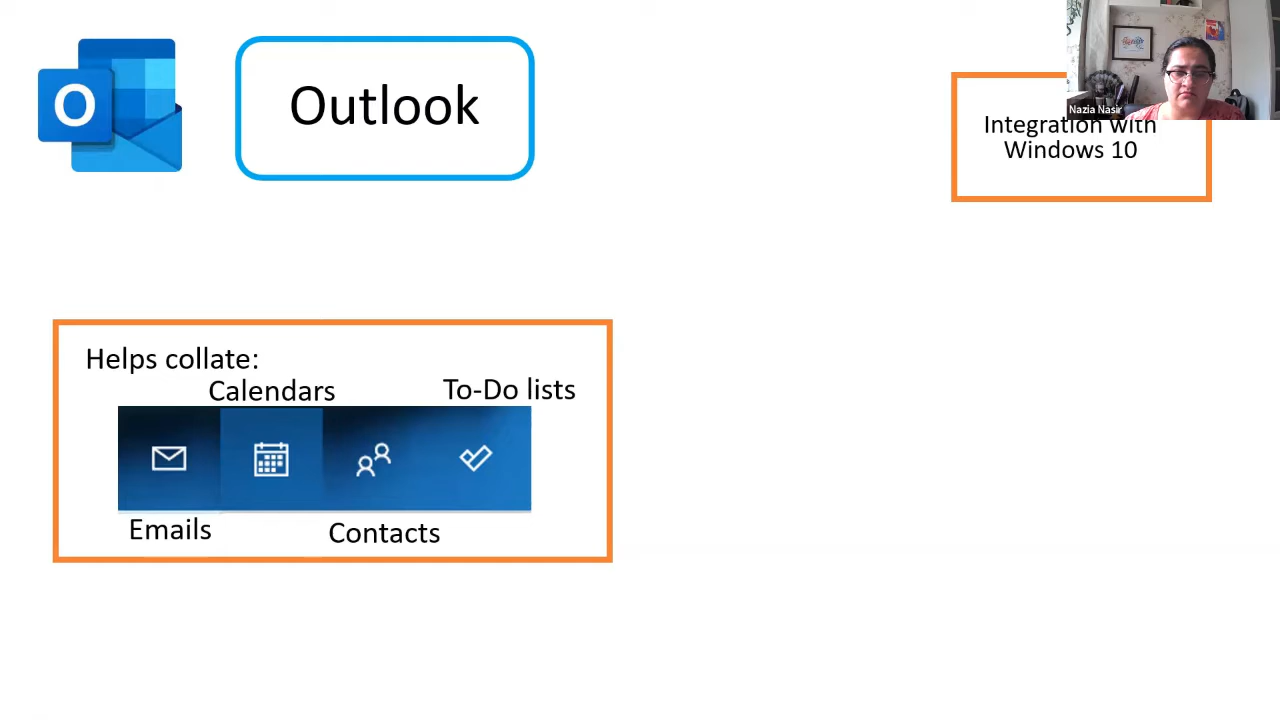 O
Outlook
Nazia Nasir
Integration with
Windows 10
Helps collate:
Calendars
To-Do lists
Emails
Contacts